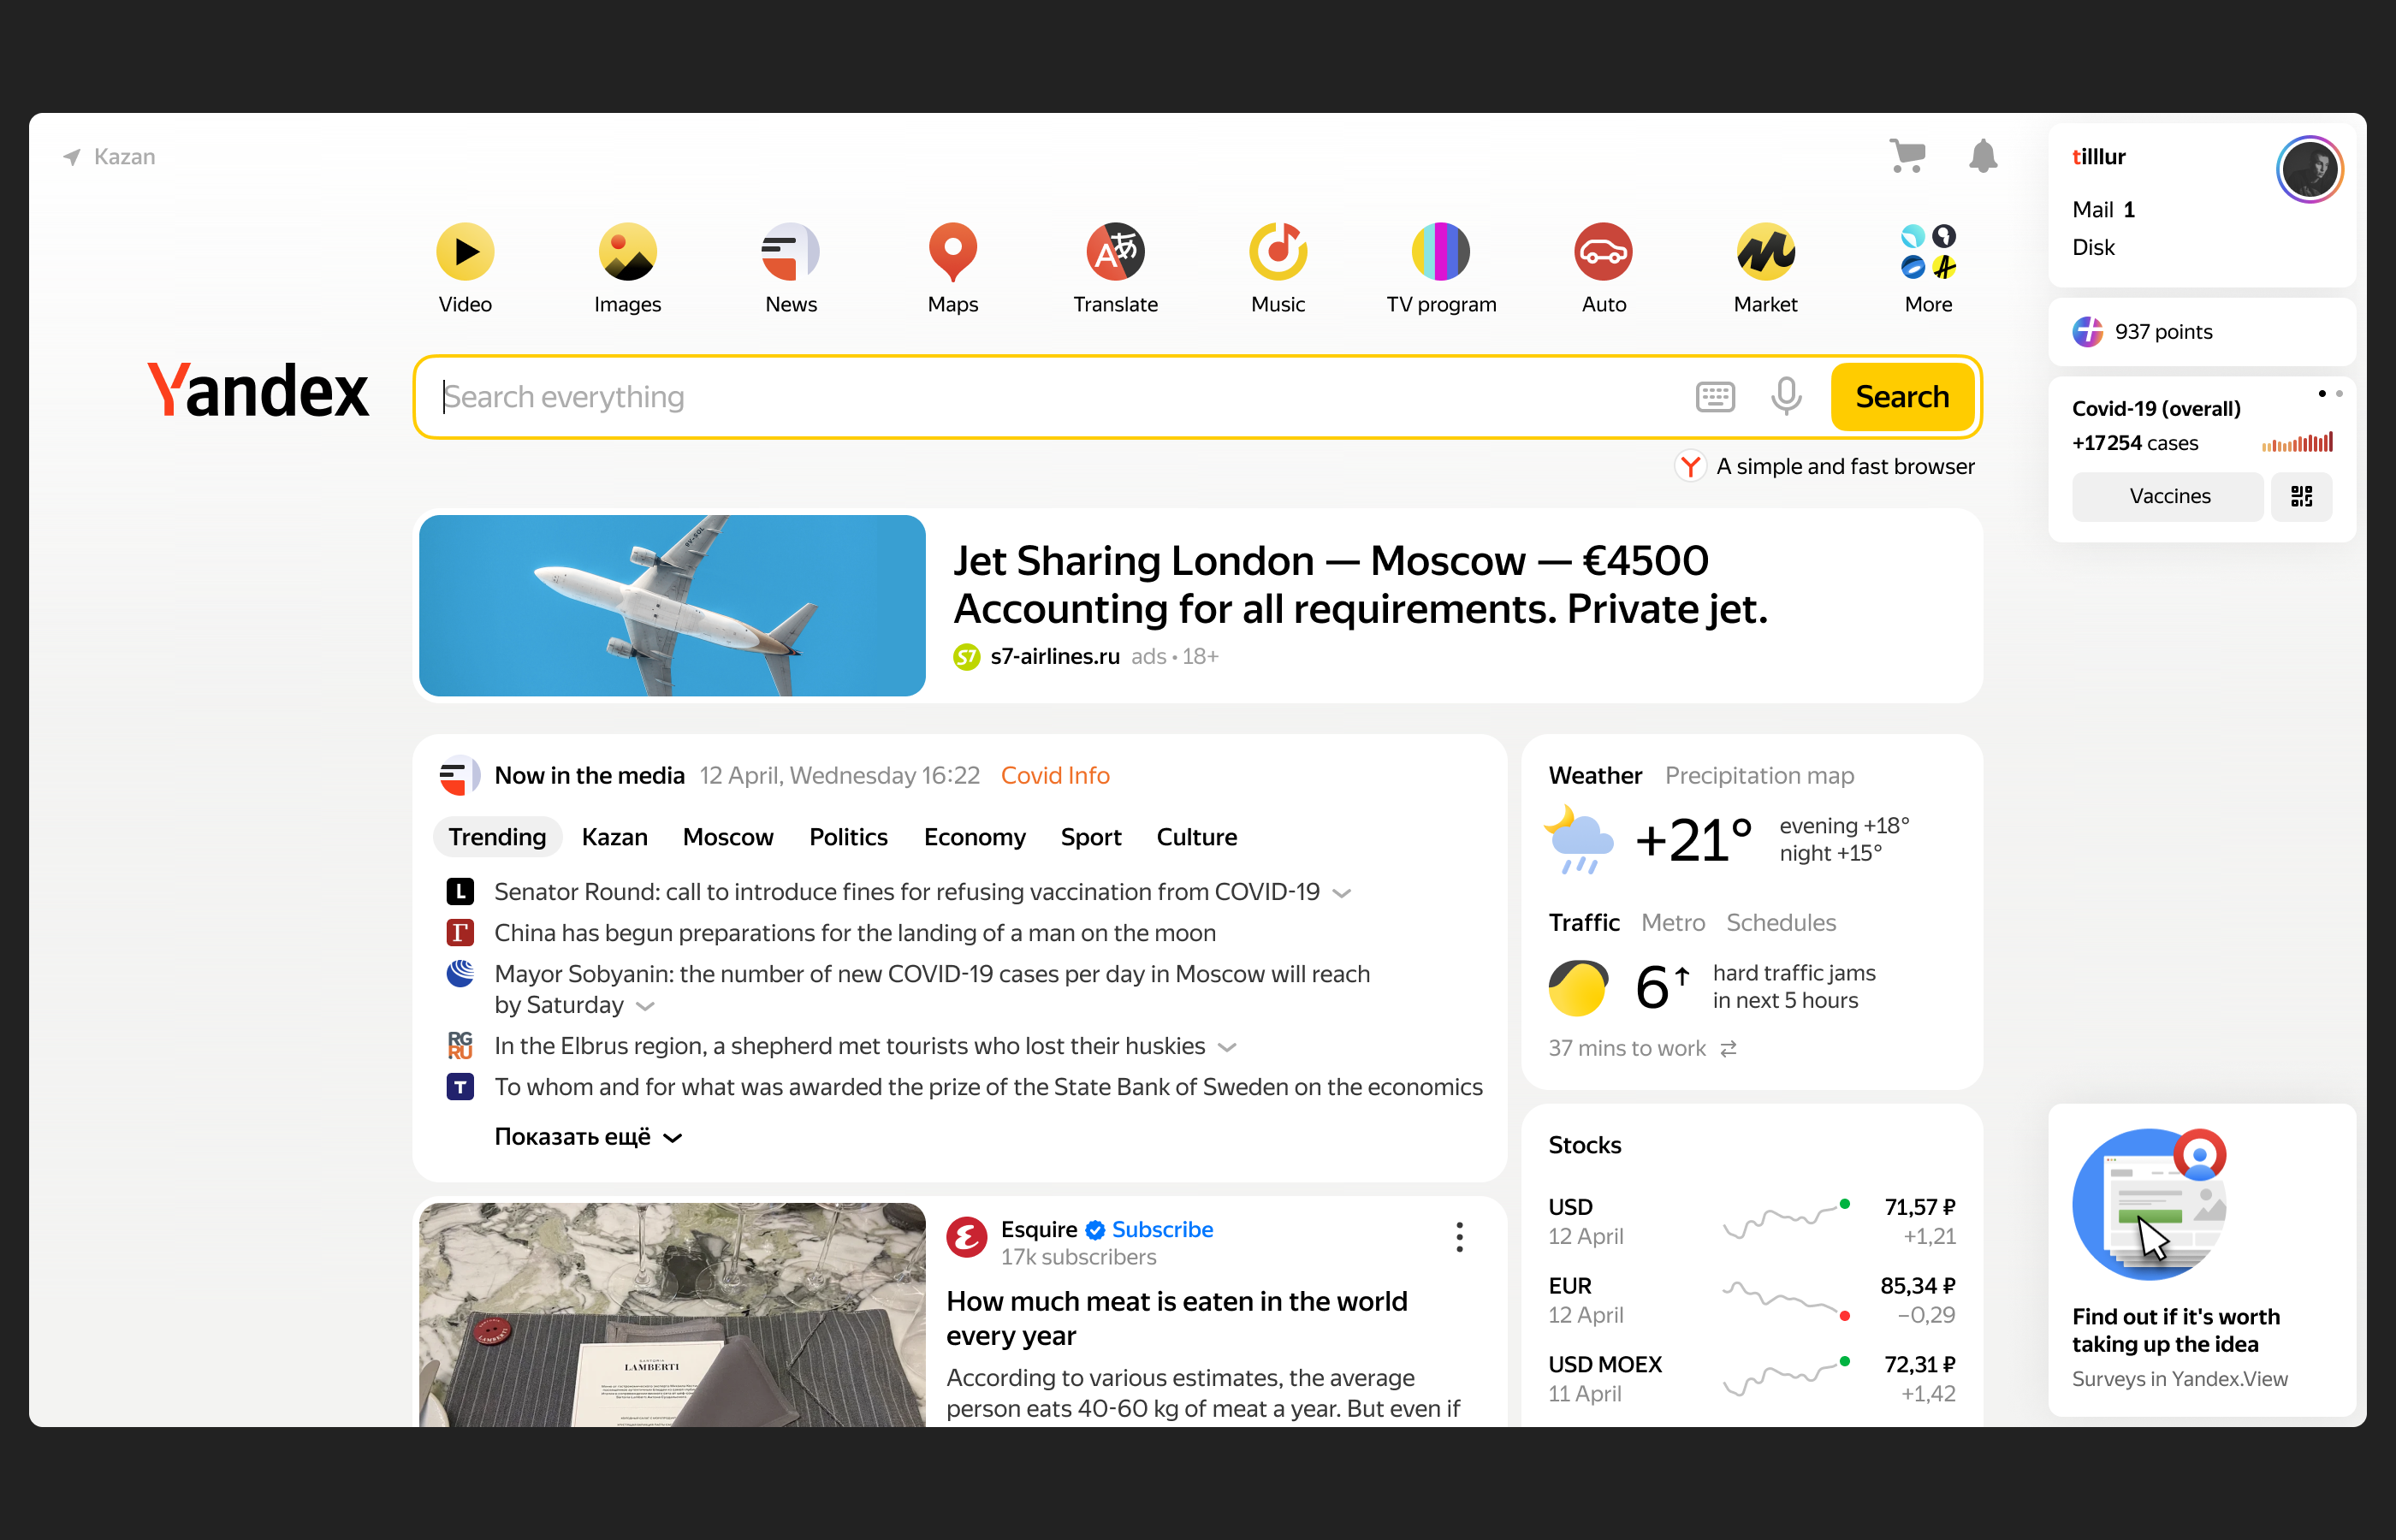 Kazan
tilllur
Mail 1
Disk
937 points
Covid-19 (overall)
+17254 cases
Vaccines
Video
Images
News
Maps
Translate
Music
TV program
Auto
Market
More
Yandex
Search everything
Search
A simple and fast browser
Jet Sharing London — Moscow — €4500
Accounting for all requirements. Private jet.
S7 s7-airlines.ru ads • 18+
Now in the media 12 April, Wednesday 16:22 Covid Info
Trending Kazan Moscow Politics Economy Sport Culture
L Senator Round: call to introduce fines for refusing vaccination from COVID-19
Г China has begun preparations for the landing of a man on the moon
Mayor Sobyanin: the number of new COVID-19 cases per day in Moscow will reach
by Saturday
RG
RU In the Elbrus region, a shepherd met tourists who lost their huskies
T To whom and for what was awarded the prize of the State Bank of Sweden on the economics
Показать ещё
Weather Precipitation map
+21°
evening +18°
night +15°
Traffic Metro Schedules
6↑
hard traffic jams
in next 5 hours
37 mins to work
Stocks
USD 71,57 ₽
12 April +1,21
EUR 85,34 ₽
12 April −0,29
USD MOEX 72,31 ₽
11 April +1,42
LAMBERTI
Esquire Subscribe
17k subscribers
How much meat is eaten in the world
every year
According to various estimates, the average
person eats 40-60 kg of meat a year. But even if
Find out if it's worth
taking up the idea
Surveys in Yandex.View